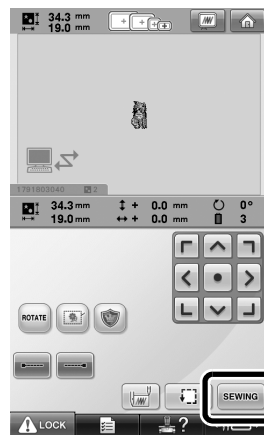 34.3 mm
19.0 mm
1791803040 2
34.3 mm + 0.0 mm 0°
19.0 mm + 0.0 mm 3
ROTATE
SEWING
LOCK
?